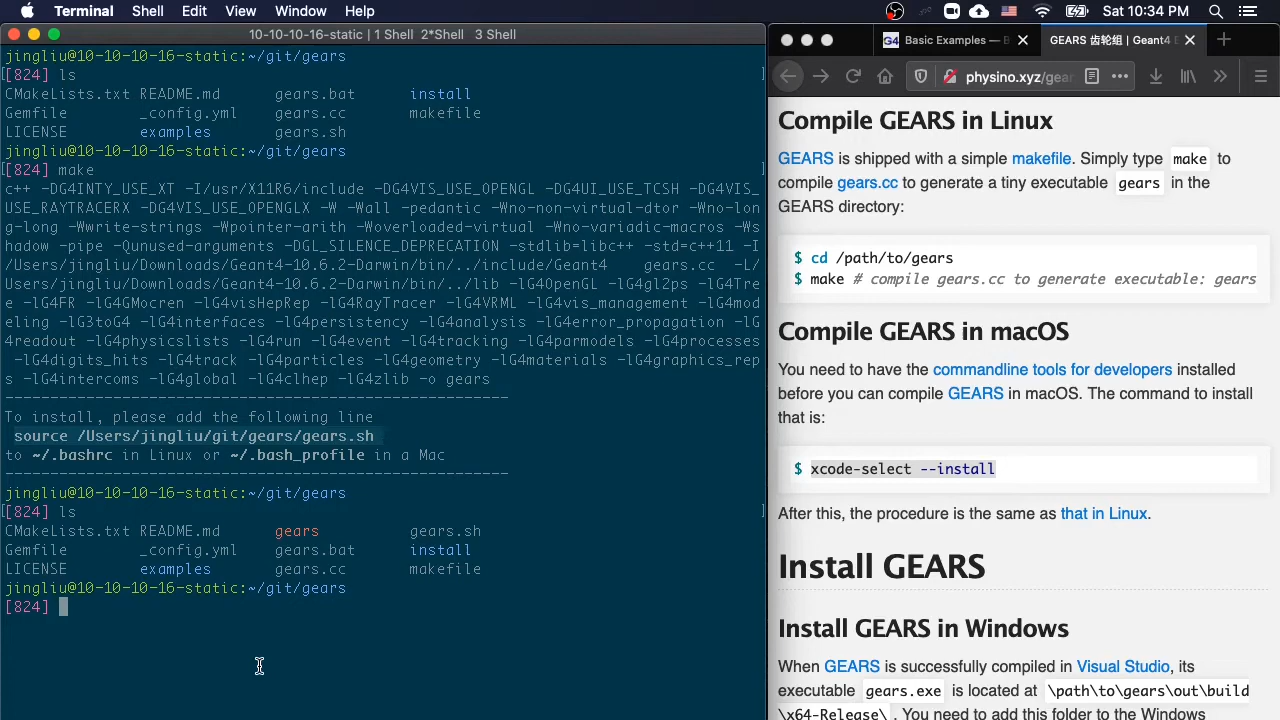 Terminal Shell Edit View Window Help Sat 10:34 PM
10-10-10-16-static | 1 Shell 2*Shell 3 Shell
jingliu@10-10-10-16-static:~/git/gears
[824] ls
CMakeLists.txt README.md gears.bat install
Gemfile _config.yml gears.cc makefile
LICENSE examples gears.sh
jingliu@10-10-10-16-static:~/git/gears
[824] make
c++ -DG4INTY_USE_XT -I/usr/X11R6/include -DG4VIS_USE_OPENGL -DG4UI_USE_TCSH -DG4VIS_
USE_RAYTRACERX -DG4VIS_USE_OPENGLX -W -Wall -pedantic -Wno-non-virtual-dtor -Wno-lon
g-long -Wwrite-strings -Wpointer-arith -Woverloaded-virtual -Wno-variadic-macros -Ws
hadow -pipe -Qunused-arguments -DGL_SILENCE_DEPRECATION -stdlib=libc++ -std=c++11 -I
/Users/jingliu/Downloads/Geant4-10.6.2-Darwin/bin/../include/Geant4 gears.cc -L/
Users/jingliu/Downloads/Geant4-10.6.2-Darwin/bin/../lib -lG4OpenGL -lG4gl2ps -lG4Tre
e -lG4FR -lG4GMocren -lG4visHepRep -lG4RayTracer -lG4VRML -lG4vis_management -lG4mod
eling -lG3toG4 -lG4interfaces -lG4persistency -lG4analysis -lG4error_propagation -lG
4readout -lG4physicslists -lG4run -lG4event -lG4tracking -lG4parmodels -lG4processes
-lG4digits_hits -lG4track -lG4particles -lG4geometry -lG4materials -lG4graphics_rep
s -lG4intercoms -lG4global -lG4clhep -lG4zlib -o gears
--------------------------------------------------------
To install, please add the following line
source /Users/jingliu/git/gears/gears.sh
to ~/.bashrc in Linux or ~/.bash_profile in a Mac
--------------------------------------------------------
jingliu@10-10-10-16-static:~/git/gears
[824] ls
CMakeLists.txt README.md gears gears.sh
Gemfile _config.yml gears.bat install
LICENSE examples gears.cc makefile
jingliu@10-10-10-16-static:~/git/gears
[824]
G4 Basic Examples — B
GEARS 齿轮组 | Geant4 E
physino.xyz/gear
Compile GEARS in Linux
GEARS is shipped with a simple makefile. Simply type make to
compile gears.cc to generate a tiny executable gears in the
GEARS directory:
$ cd /path/to/gears
$ make # compile gears.cc to generate executable: gears
Compile GEARS in macOS
You need to have the commandline tools for developers installed
before you can compile GEARS in macOS. The command to install
that is:
$ xcode-select --install
After this, the procedure is the same as that in Linux.
Install GEARS
Install GEARS in Windows
When GEARS is successfully compiled in Visual Studio, its
executable gears.exe is located at \path\to\gears\out\build
\x64-Release\ . You need to add this folder to the Windows